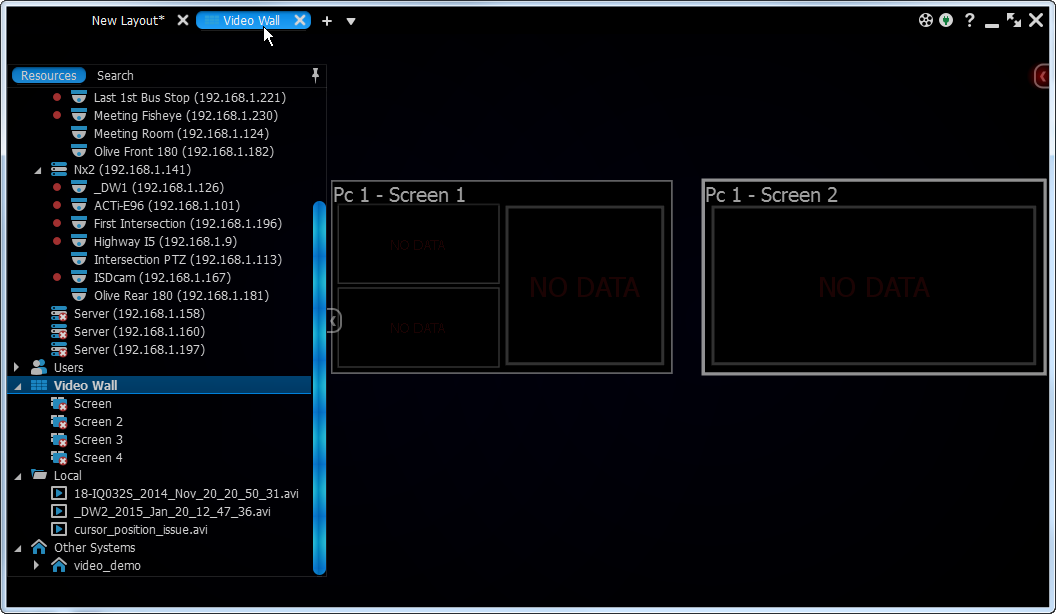 New Layout*
Video Wall
Resources Search
Last 1st Bus Stop (192.168.1.221)
Meeting Fisheye (192.168.1.230)
Meeting Room (192.168.1.124)
Olive Front 180 (192.168.1.182)
Nx2 (192.168.1.141)
_DW1 (192.168.1.126)
ACTi-E96 (192.168.1.101)
First Intersection (192.168.1.196)
Highway I5 (192.168.1.9)
Intersection PTZ (192.168.1.113)
ISDcam (192.168.1.167)
Olive Rear 180 (192.168.1.181)
Server (192.168.1.158)
Server (192.168.1.160)
Server (192.168.1.197)
Users
Video Wall
Screen
Screen 2
Screen 3
Screen 4
Local
18-IQ032S_2014_Nov_20_20_50_31.avi
_DW2_2015_Jan_20_12_47_36.avi
cursor_position_issue.avi
Other Systems
video_demo
Pc 1 - Screen 1
NO DATA
NO DATA
NO DATA
Pc 1 - Screen 2
NO DATA